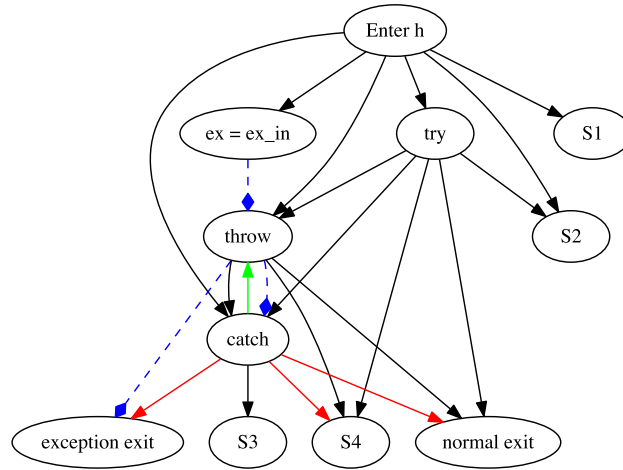 Enter h
ex = ex_in
try
S1
throw
S2
catch
exception exit
S3
S4
normal exit